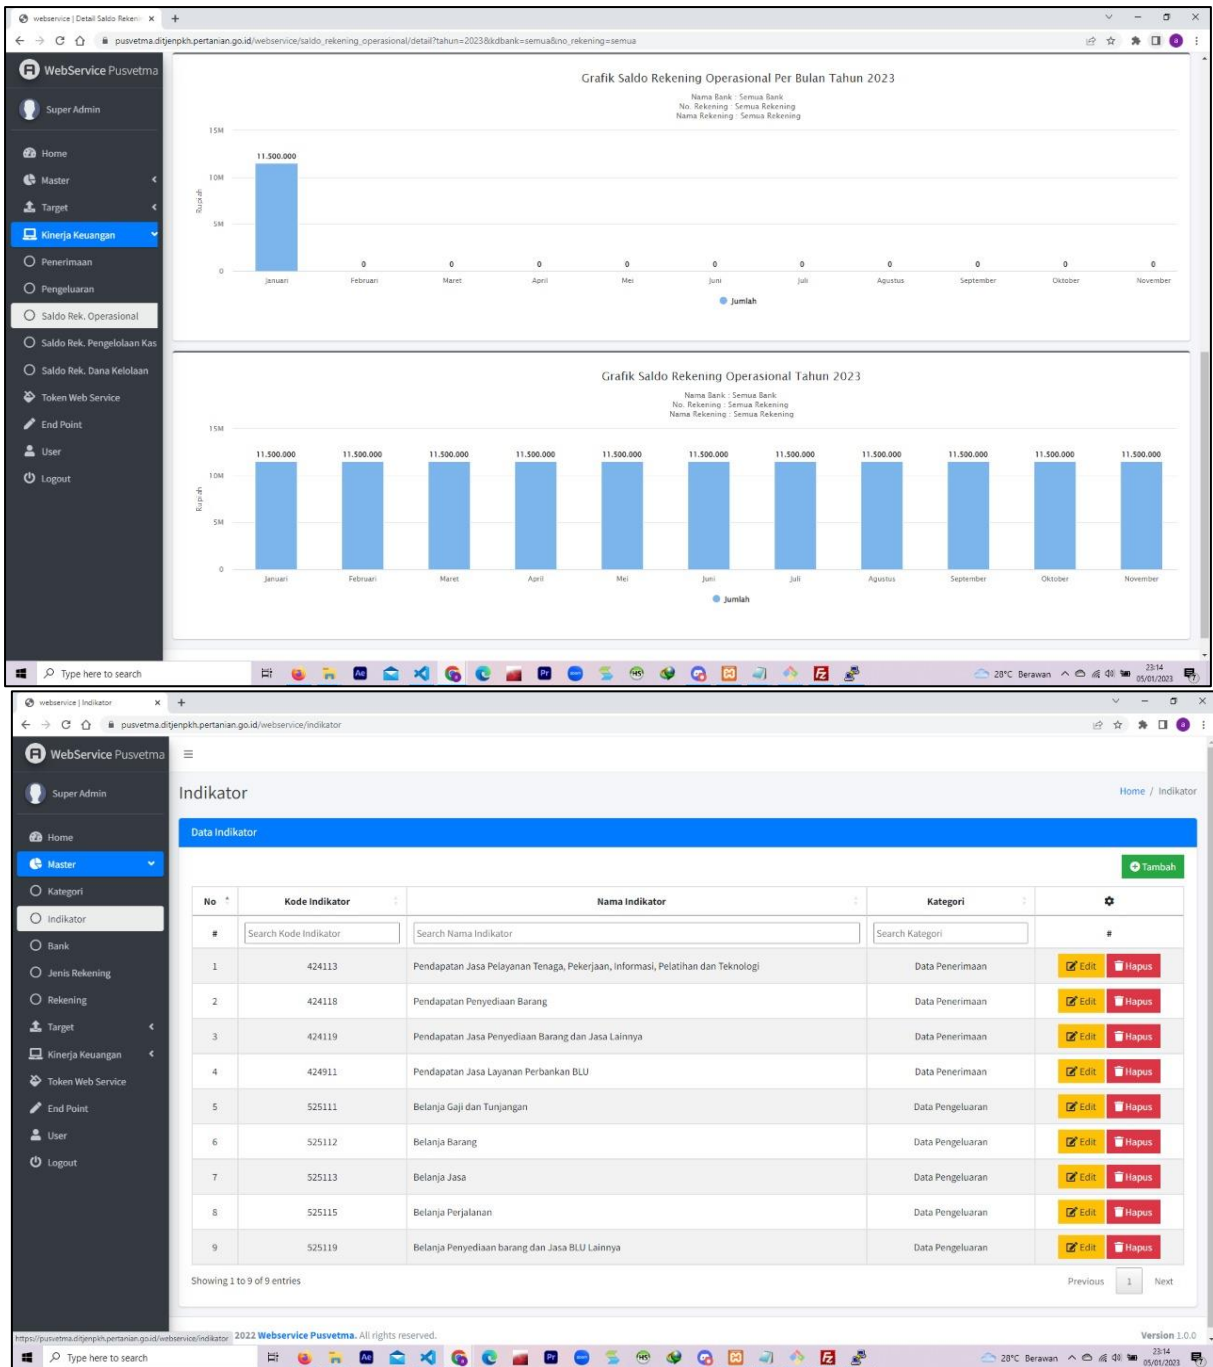 webservice | Detail Saldo Reken
pusvetma.ditjenpkh.pertanian.go.id/webservice/saldo_rekening_operasional/detail?tahun=2023&kdbank=semua&no_rekening=semua
WebService Pusvetma
Super Admin
Home
Master
Target
Kinerja Keuangan
Penerimaan
Pengeluaran
Saldo Rek. Operasional
Saldo Rek. Pengelolaan Kas
Saldo Rek. Dana Kelolaan
Token Web Service
End Point
User
Logout
Grafik Saldo Rekening Operasional Per Bulan Tahun 2023
Nama Bank : Semua Bank
No. Rekening : Semua Rekening
Nama Rekening : Semua Rekening
Rupiah
15M
10M
5M
0
11.500.000 0 0 0 0 0 0 0 0 0 0
Januari Februari Maret April Mei Juni Juli Agustus September Oktober November
Jumlah
Grafik Saldo Rekening Operasional Tahun 2023
Nama Bank : Semua Bank
No. Rekening : Semua Rekening
Nama Rekening : Semua Rekening
Rupiah
15M
10M
5M
0
11.500.000 11.500.000 11.500.000 11.500.000 11.500.000 11.500.000 11.500.000 11.500.000 11.500.000 11.500.000 11.500.000
Januari Februari Maret April Mei Juni Juli Agustus September Oktober November
Jumlah
Type here to search
28°C Berawan
23:14
05/01/2023
webservice | Indikator
pusvetma.ditjenpkh.pertanian.go.id/webservice/indikator
WebService Pusvetma
Super Admin
Home
Master
Kategori
Indikator
Bank
Jenis Rekening
Rekening
Target
Kinerja Keuangan
Token Web Service
End Point
User
Logout
Indikator
Home / Indikator
Data Indikator
Tambah
No Kode Indikator Nama Indikator Kategori
# Search Kode Indikator Search Nama Indikator Search Kategori #
1 424113 Pendapatan Jasa Pelayanan Tenaga, Pekerjaan, Informasi, Pelatihan dan Teknologi Data Penerimaan Edit Hapus
2 424118 Pendapatan Penyediaan Barang Data Penerimaan Edit Hapus
3 424119 Pendapatan Jasa Penyediaan Barang dan Jasa Lainnya Data Penerimaan Edit Hapus
4 424911 Pendapatan Jasa Layanan Perbankan BLU Data Penerimaan Edit Hapus
5 525111 Belanja Gaji dan Tunjangan Data Pengeluaran Edit Hapus
6 525112 Belanja Barang Data Pengeluaran Edit Hapus
7 525113 Belanja Jasa Data Pengeluaran Edit Hapus
8 525115 Belanja Perjalanan Data Pengeluaran Edit Hapus
9 525119 Belanja Penyediaan barang dan Jasa BLU Lainnya Data Pengeluaran Edit Hapus
Showing 1 to 9 of 9 entries
Previous 1 Next
https://pusvetma.ditjenpkh.pertanian.go.id/webservice/indikator
2022 Webservice Pusvetma. All rights reserved.
Version 1.0.0
Type here to search
28°C Berawan
23:14
05/01/2023